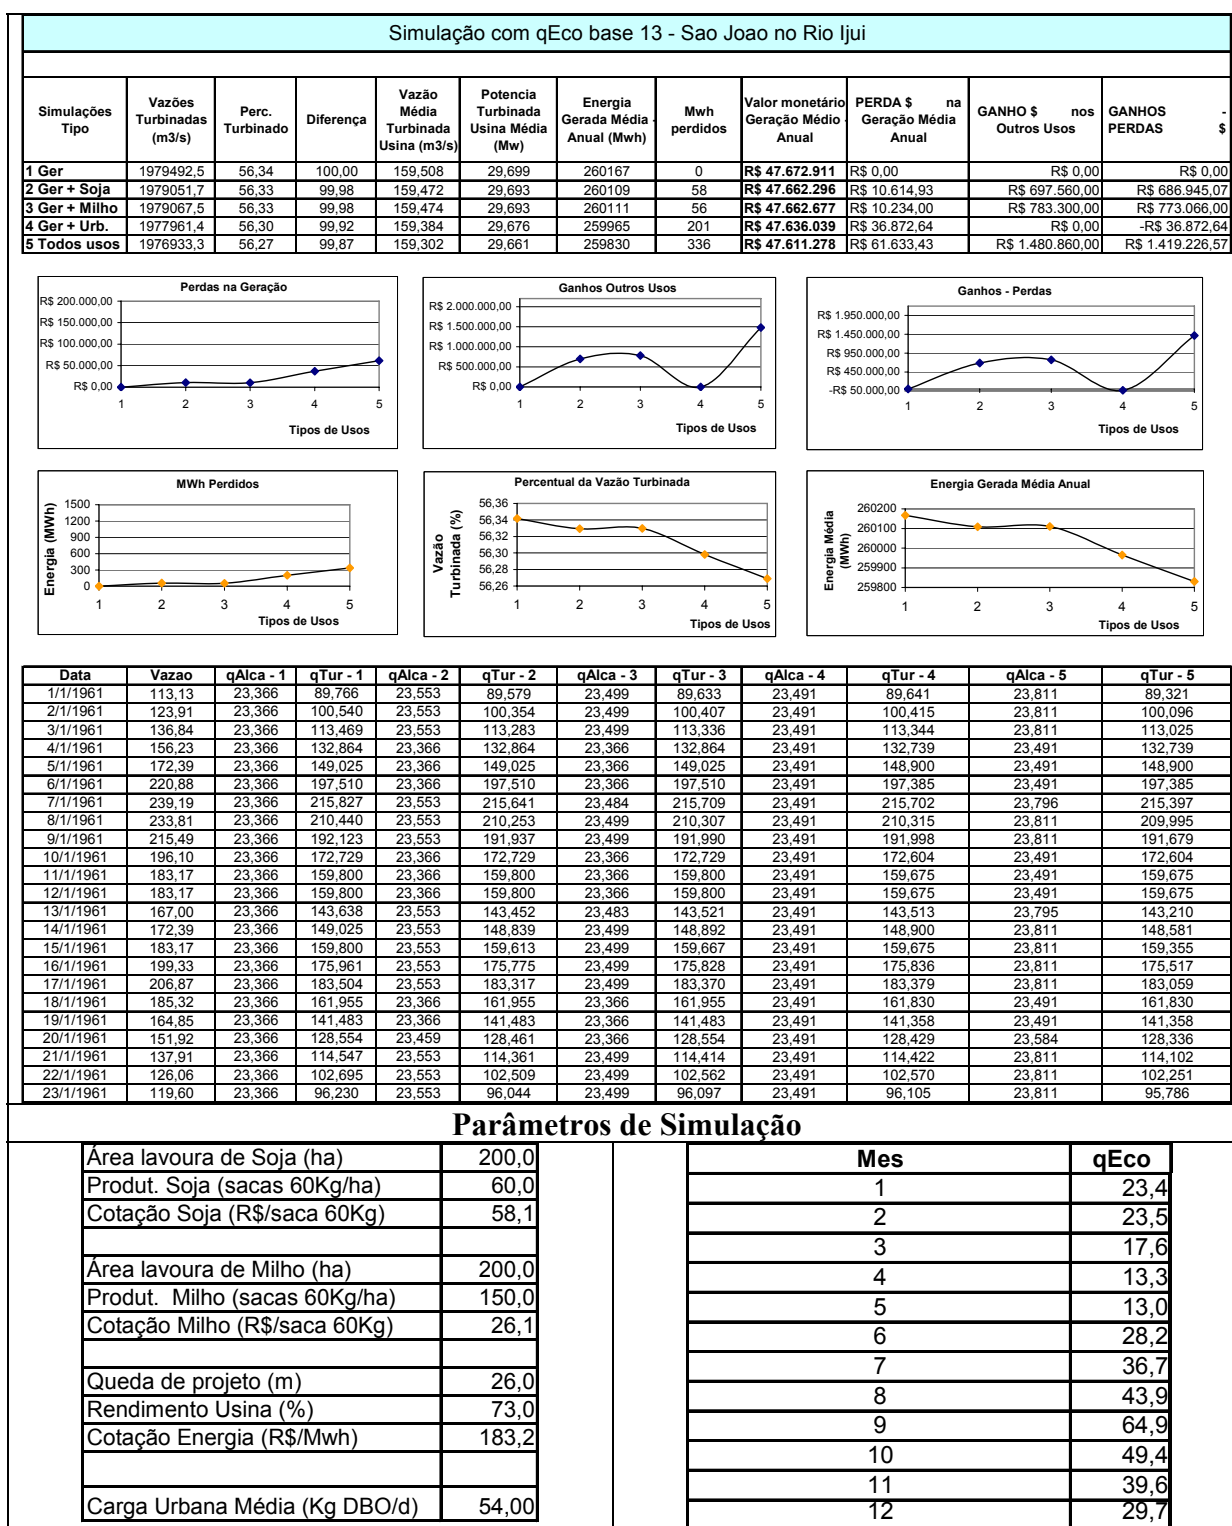 Simulação com qEco base 13 - Sao Joao no Rio Ijui
Simulações Tipo | Vazões Turbinadas (m3/s) | Perc. Turbinado | Diferença | Vazão Média Turbinada Usina (m3/s) | Potencia Turbinada Usina Média (Mw) | Energia Gerada Média - Anual (Mwh) | Mwh perdidos | Valor monetário Geração Médio - Anual | PERDA $ na Geração Média Anual | GANHO $ nos Outros Usos | GANHOS - PERDAS $
1 Ger | 1979492,5 | 56,34 | 100,00 | 159,508 | 29,699 | 260167 | 0 | R$ 47.672.911 | R$ 0,00 | R$ 0,00 | R$ 0,00
2 Ger + Soja | 1979051,7 | 56,33 | 99,98 | 159,472 | 29,693 | 260109 | 58 | R$ 47.662.296 | R$ 10.614,93 | R$ 697.560,00 | R$ 686.945,07
3 Ger + Milho | 1979067,5 | 56,33 | 99,98 | 159,474 | 29,693 | 260111 | 56 | R$ 47.662.677 | R$ 10.234,00 | R$ 783.300,00 | R$ 773.066,00
4 Ger + Urb. | 1977961,4 | 56,30 | 99,92 | 159,384 | 29,676 | 259965 | 201 | R$ 47.636.039 | R$ 36.872,64 | R$ 0,00 | -R$ 36.872,64
5 Todos usos | 1976933,3 | 56,27 | 99,87 | 159,302 | 29,661 | 259830 | 336 | R$ 47.611.278 | R$ 61.633,43 | R$ 1.480.860,00 | R$ 1.419.226,57
Perdas na Geração
R$ 200.000,00
R$ 150.000,00
R$ 100.000,00
R$ 50.000,00
R$ 0,00
1 2 3 4 5
Tipos de Usos
Ganhos Outros Usos
R$ 2.000.000,00
R$ 1.500.000,00
R$ 1.000.000,00
R$ 500.000,00
R$ 0,00
1 2 3 4 5
Tipos de Usos
Ganhos - Perdas
R$ 1.950.000,00
R$ 1.450.000,00
R$ 950.000,00
R$ 450.000,00
-R$ 50.000,00
1 2 3 4 5
Tipos de Usos
MWh Perdidos
Energia (MWh)
1500
1200
900
600
300
0
1 2 3 4 5
Tipos de Usos
Percentual da Vazão Turbinada
Vazão Turbinada (%)
56,36
56,34
56,32
56,30
56,28
56,26
1 2 3 4 5
Tipos de Usos
Energia Gerada Média Anual
Energia Média (MWh)
260200
260100
260000
259900
259800
1 2 3 4 5
Tipos de Usos
Data | Vazao | qAlca - 1 | qTur - 1 | qAlca - 2 | qTur - 2 | qAlca - 3 | qTur - 3 | qAlca - 4 | qTur - 4 | qAlca - 5 | qTur - 5
1/1/1961 | 113,13 | 23,366 | 89,766 | 23,553 | 89,579 | 23,499 | 89,633 | 23,491 | 89,641 | 23,811 | 89,321
2/1/1961 | 123,91 | 23,366 | 100,540 | 23,553 | 100,354 | 23,499 | 100,407 | 23,491 | 100,415 | 23,811 | 100,096
3/1/1961 | 136,84 | 23,366 | 113,469 | 23,553 | 113,283 | 23,499 | 113,336 | 23,491 | 113,344 | 23,811 | 113,025
4/1/1961 | 156,23 | 23,366 | 132,864 | 23,366 | 132,864 | 23,366 | 132,864 | 23,491 | 132,739 | 23,491 | 132,739
5/1/1961 | 172,39 | 23,366 | 149,025 | 23,366 | 149,025 | 23,366 | 149,025 | 23,491 | 148,900 | 23,491 | 148,900
6/1/1961 | 220,88 | 23,366 | 197,510 | 23,366 | 197,510 | 23,366 | 197,510 | 23,491 | 197,385 | 23,491 | 197,385
7/1/1961 | 239,19 | 23,366 | 215,827 | 23,553 | 215,641 | 23,484 | 215,709 | 23,491 | 215,702 | 23,796 | 215,397
8/1/1961 | 233,81 | 23,366 | 210,440 | 23,553 | 210,253 | 23,499 | 210,307 | 23,491 | 210,315 | 23,811 | 209,995
9/1/1961 | 215,49 | 23,366 | 192,123 | 23,553 | 191,937 | 23,499 | 191,990 | 23,491 | 191,998 | 23,811 | 191,679
10/1/1961 | 196,10 | 23,366 | 172,729 | 23,366 | 172,729 | 23,366 | 172,729 | 23,491 | 172,604 | 23,491 | 172,604
11/1/1961 | 183,17 | 23,366 | 159,800 | 23,366 | 159,800 | 23,366 | 159,800 | 23,491 | 159,675 | 23,491 | 159,675
12/1/1961 | 183,17 | 23,366 | 159,800 | 23,366 | 159,800 | 23,366 | 159,800 | 23,491 | 159,675 | 23,491 | 159,675
13/1/1961 | 167,00 | 23,366 | 143,638 | 23,553 | 143,452 | 23,483 | 143,521 | 23,491 | 143,513 | 23,795 | 143,210
14/1/1961 | 172,39 | 23,366 | 149,025 | 23,553 | 148,839 | 23,499 | 148,892 | 23,491 | 148,900 | 23,811 | 148,581
15/1/1961 | 183,17 | 23,366 | 159,800 | 23,553 | 159,613 | 23,499 | 159,667 | 23,491 | 159,675 | 23,811 | 159,355
16/1/1961 | 199,33 | 23,366 | 175,961 | 23,553 | 175,775 | 23,499 | 175,828 | 23,491 | 175,836 | 23,811 | 175,517
17/1/1961 | 206,87 | 23,366 | 183,504 | 23,553 | 183,317 | 23,499 | 183,370 | 23,491 | 183,379 | 23,811 | 183,059
18/1/1961 | 185,32 | 23,366 | 161,955 | 23,366 | 161,955 | 23,366 | 161,955 | 23,491 | 161,830 | 23,491 | 161,830
19/1/1961 | 164,85 | 23,366 | 141,483 | 23,366 | 141,483 | 23,366 | 141,483 | 23,491 | 141,358 | 23,491 | 141,358
20/1/1961 | 151,92 | 23,366 | 128,554 | 23,459 | 128,461 | 23,366 | 128,554 | 23,491 | 128,429 | 23,584 | 128,336
21/1/1961 | 137,91 | 23,366 | 114,547 | 23,553 | 114,361 | 23,499 | 114,414 | 23,491 | 114,422 | 23,811 | 114,102
22/1/1961 | 126,06 | 23,366 | 102,695 | 23,553 | 102,509 | 23,499 | 102,562 | 23,491 | 102,570 | 23,811 | 102,251
23/1/1961 | 119,60 | 23,366 | 96,230 | 23,553 | 96,044 | 23,499 | 96,097 | 23,491 | 96,105 | 23,811 | 95,786
Parâmetros de Simulação
Área lavoura de Soja (ha) | 200,0
Produt. Soja (sacas 60Kg/ha) | 60,0
Cotação Soja (R$/saca 60Kg) | 58,1
Área lavoura de Milho (ha) | 200,0
Produt. Milho (sacas 60Kg/ha) | 150,0
Cotação Milho (R$/saca 60Kg) | 26,1
Queda de projeto (m) | 26,0
Rendimento Usina (%) | 73,0
Cotação Energia (R$/Mwh) | 183,2
Carga Urbana Média (Kg DBO/d) | 54,00
Mes | qEco
1 | 23,4
2 | 23,5
3 | 17,6
4 | 13,3
5 | 13,0
6 | 28,2
7 | 36,7
8 | 43,9
9 | 64,9
10 | 49,4
11 | 39,6
12 | 29,7